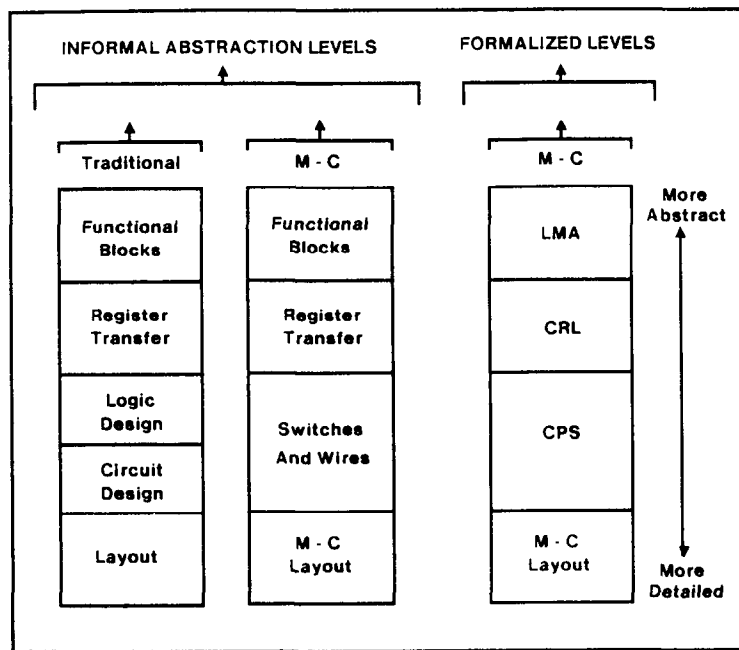 INFORMAL ABSTRACTION LEVELS
FORMALIZED LEVELS
Traditional
M - C
M - C
Functional
Blocks
Register
Transfer
Logic
Design
Circuit
Design
Layout
Functional
Blocks
Register
Transfer
Switches
And Wires
M - C
Layout
LMA
CRL
CPS
M - C
Layout
More
Abstract
More
Detailed